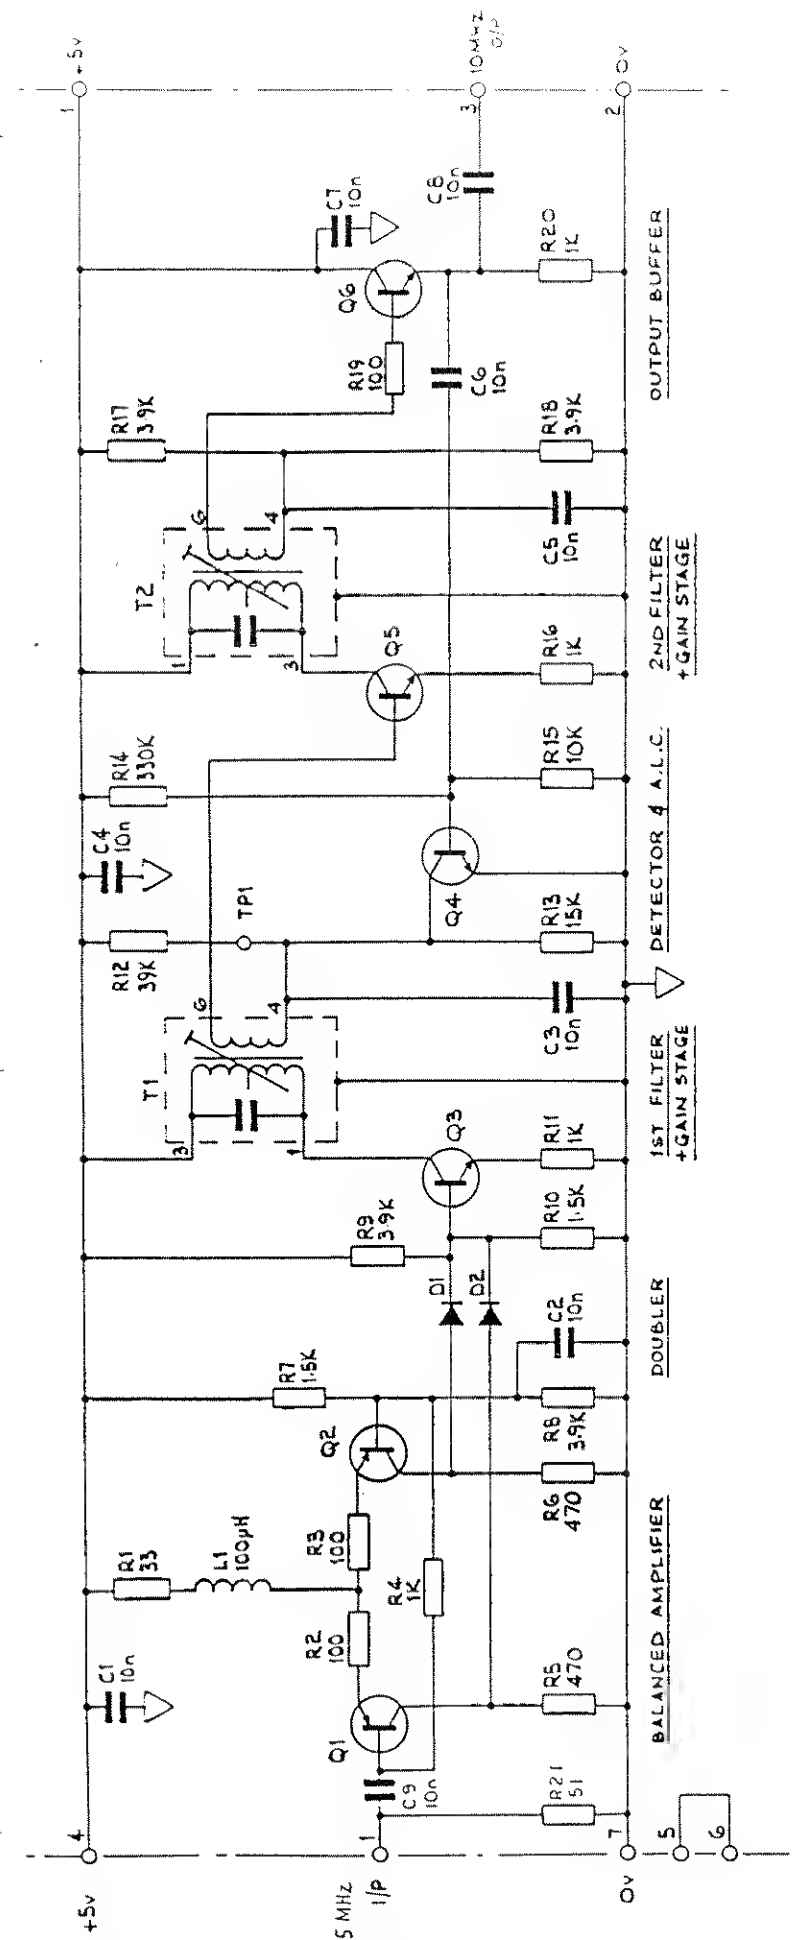 +5v
4
5 MHZ
I/P
1
0v
7
5
6
C1
10n
R1
33
L1
100µH
Q1
R2
100
R3
100
Q2
C9
10n
R4
1K
R21
51
R5
470
R6
470
R7
1.5K
R8
3.9K
C2
10n
D1
D2
R9
3.9K
R10
1.5K
R11
1K
Q3
T1
3
1
6
4
C3
10n
R12
39K
TP1
C4
10n
R13
15K
Q4
R14
330K
R15
10K
Q5
R16
1K
T2
1
3
6
4
C5
10n
R17
3.9K
R18
3.9K
R19
100
C6
10n
Q6
C7
10n
C8
10n
R20
1K
1
+5v
3
10MHZ
O/P
2
0v
BALANCED AMPLIFIER
DOUBLER
1ST FILTER
+GAIN STAGE
DETECTOR & A.L.C.
2ND FILTER
+GAIN STAGE
OUTPUT BUFFER